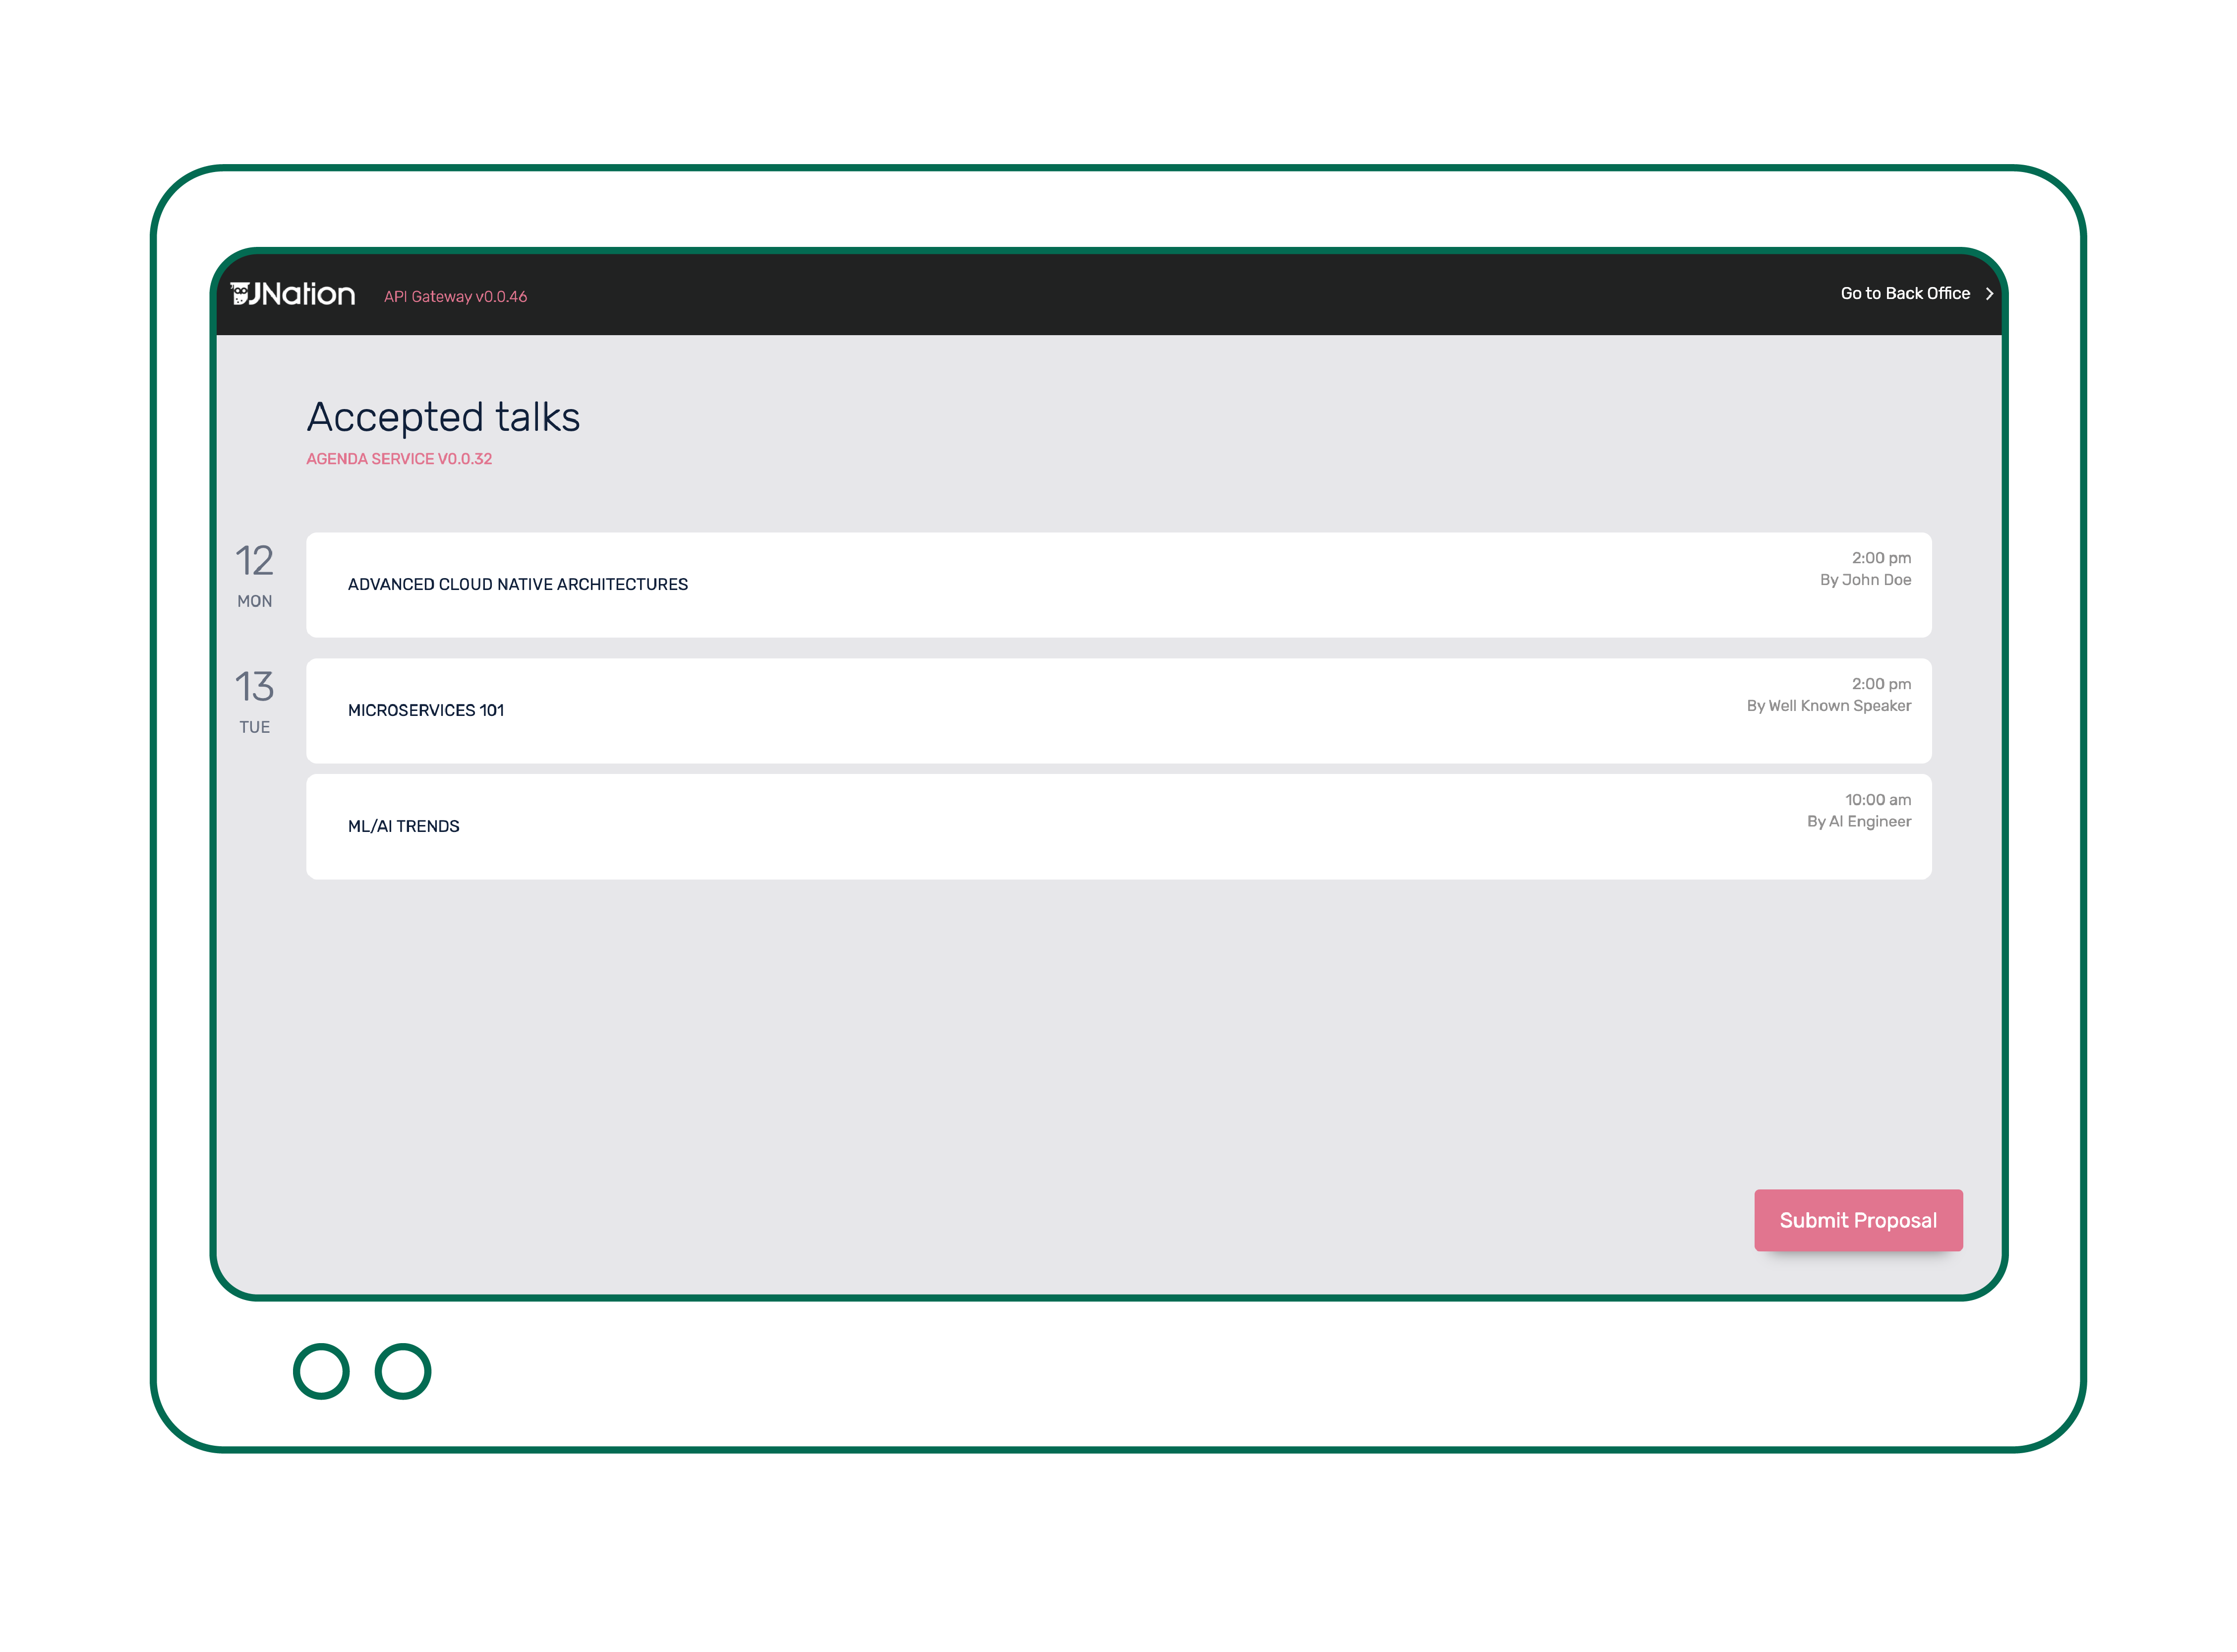 JNation
API Gateway v0.0.46
Go to Back Office
Accepted talks
AGENDA SERVICE V0.0.32
12
MON
ADVANCED CLOUD NATIVE ARCHITECTURES
2:00 pm
By John Doe
13
TUE
MICROSERVICES 101
2:00 pm
By Well Known Speaker
ML/AI TRENDS
10:00 am
By AI Engineer
Submit Proposal